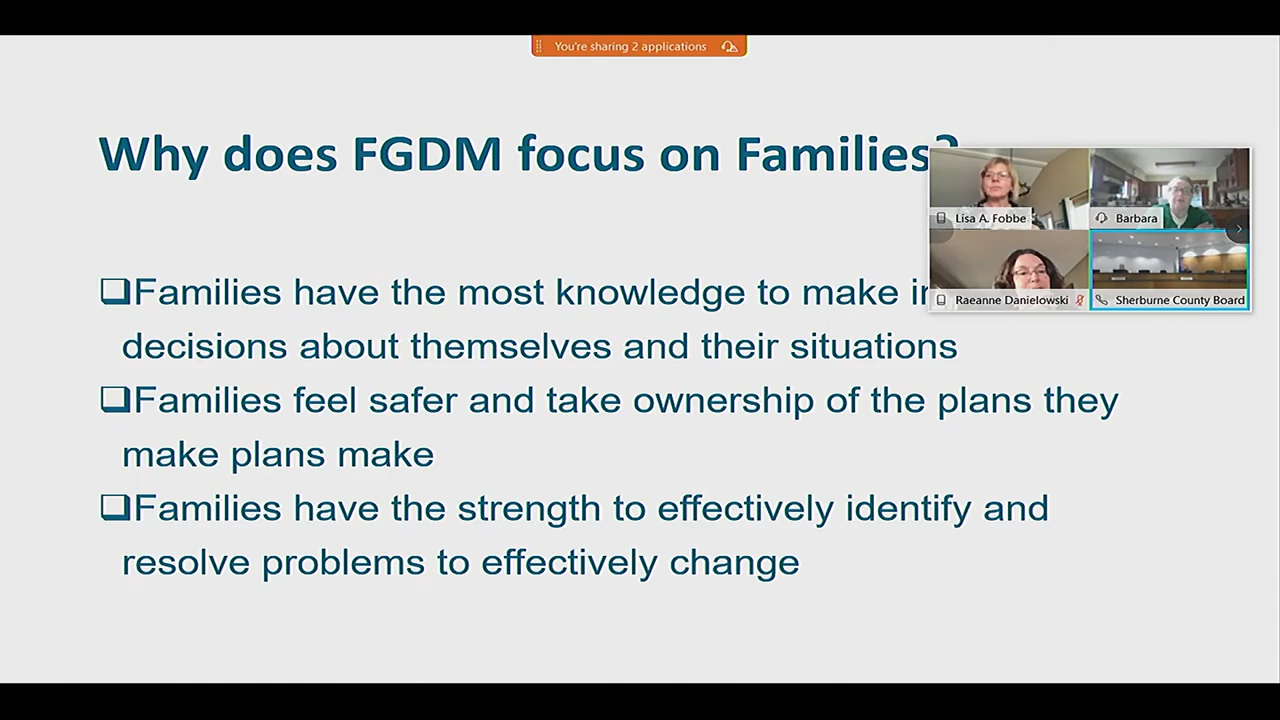 You're sharing 2 applications
Why does FGDM focus on Families?
Lisa A. Fobbe
Barbara
Raeanne Danielowski
Sherburne County Board
❑Families have the most knowledge to make
decisions about themselves and their situations
❑Families feel safer and take ownership of the plans they
make plans make
❑Families have the strength to effectively identify and
resolve problems to effectively change